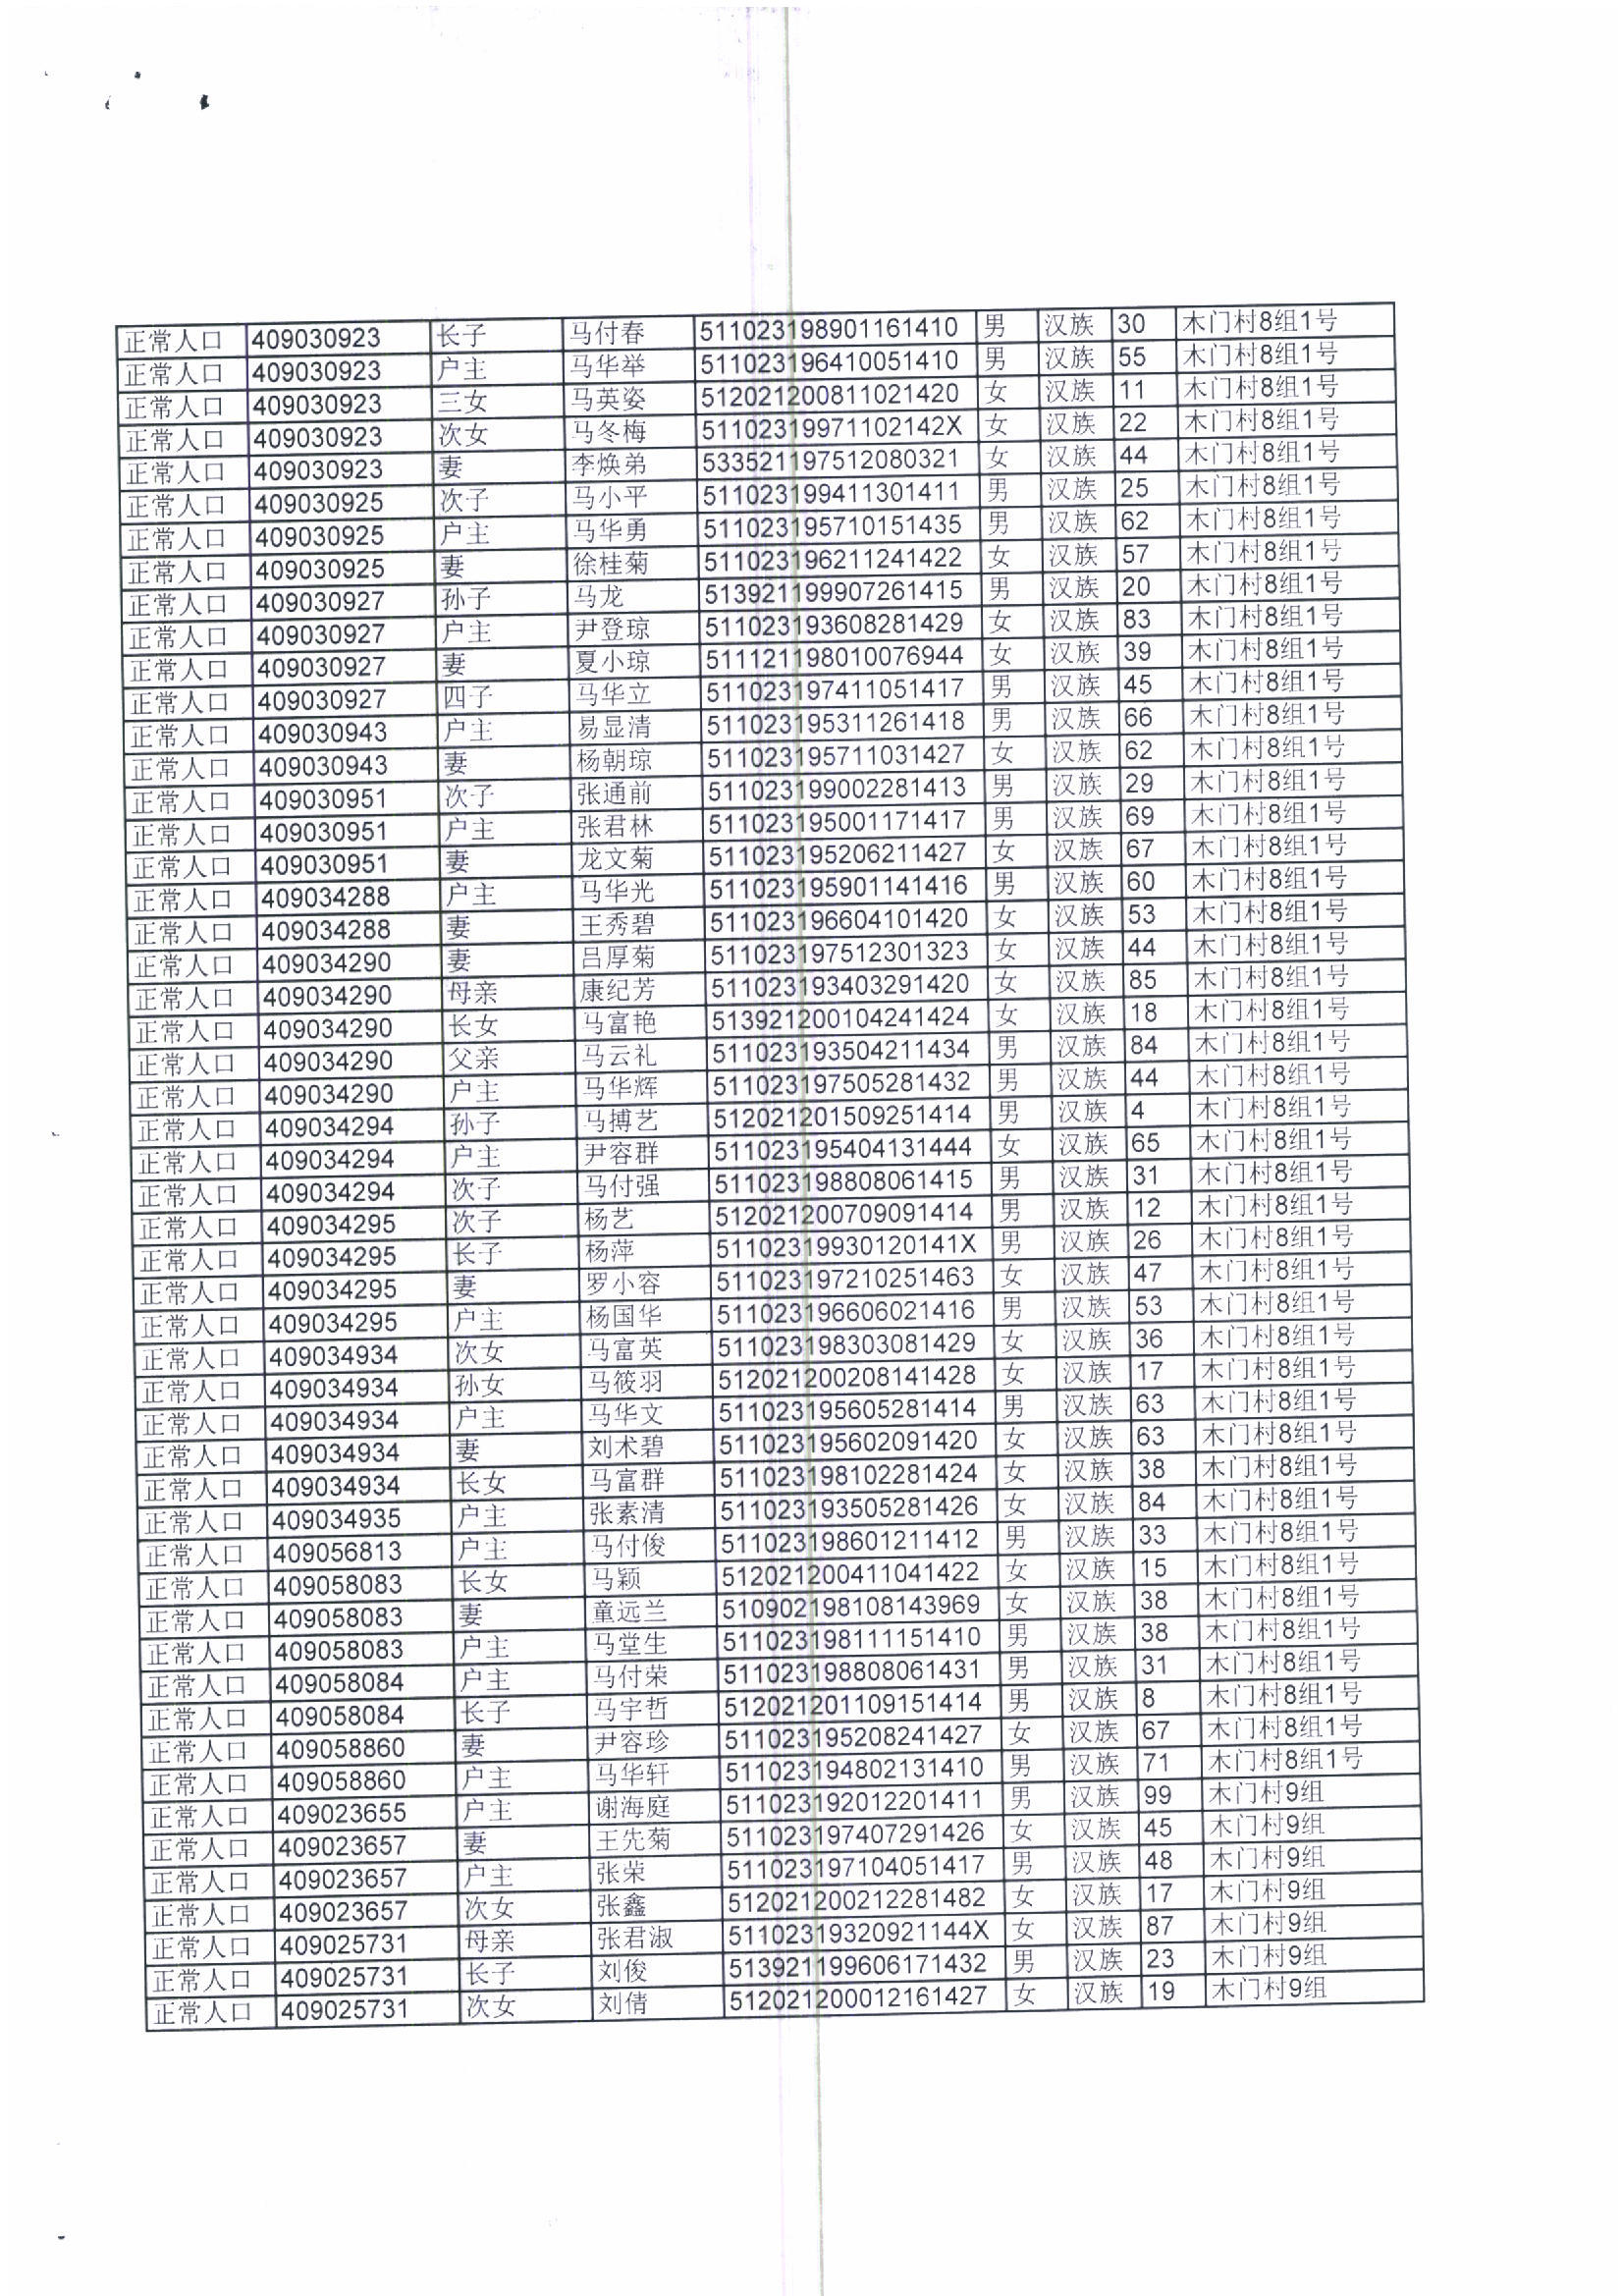 正常人口 409030923 长子 马付春 511023198901161410 男 汉族 30 木门村8组1号
正常人口 409030923 户主 马华举 511023196410051410 男 汉族 55 木门村8组1号
正常人口 409030923 三女 马英姿 512021200811021420 女 汉族 11 木门村8组1号
正常人口 409030923 次女 马冬梅 51102319971102142X 女 汉族 22 木门村8组1号
正常人口 409030923 妻 李焕弟 533521197512080321 女 汉族 44 木门村8组1号
正常人口 409030925 次子 马小平 511023199411301411 男 汉族 25 木门村8组1号
正常人口 409030925 户主 马华勇 511023195710151435 男 汉族 62 木门村8组1号
正常人口 409030925 妻 徐桂菊 511023196211241422 女 汉族 57 木门村8组1号
正常人口 409030927 孙子 马龙 513921199907261415 男 汉族 20 木门村8组1号
正常人口 409030927 户主 尹登琼 511023193608281429 女 汉族 83 木门村8组1号
正常人口 409030927 妻 夏小琼 511121198010076944 女 汉族 39 木门村8组1号
正常人口 409030927 四子 马华立 511023197411051417 男 汉族 45 木门村8组1号
正常人口 409030943 户主 易显清 511023195311261418 男 汉族 66 木门村8组1号
正常人口 409030943 妻 杨朝琼 511023195711031427 女 汉族 62 木门村8组1号
正常人口 409030951 次子 张通前 511023199002281413 男 汉族 29 木门村8组1号
正常人口 409030951 户主 张君林 511023195001171417 男 汉族 69 木门村8组1号
正常人口 409030951 妻 龙文菊 511023195206211427 女 汉族 67 木门村8组1号
正常人口 409034288 户主 马华光 511023195901141416 男 汉族 60 木门村8组1号
正常人口 409034288 妻 王秀碧 511023196604101420 女 汉族 53 木门村8组1号
正常人口 409034290 妻 吕厚菊 511023197512301323 女 汉族 44 木门村8组1号
正常人口 409034290 母亲 康纪芳 511023193403291420 女 汉族 85 木门村8组1号
正常人口 409034290 长女 马富艳 513921200104241424 女 汉族 18 木门村8组1号
正常人口 409034290 父亲 马云礼 511023193504211434 男 汉族 84 木门村8组1号
正常人口 409034290 户主 马华辉 511023197505281432 男 汉族 44 木门村8组1号
正常人口 409034294 孙子 马搏艺 512021201509251414 男 汉族 4 木门村8组1号
正常人口 409034294 户主 尹容群 511023195404131444 女 汉族 65 木门村8组1号
正常人口 409034294 次子 马付强 511023198808061415 男 汉族 31 木门村8组1号
正常人口 409034295 次子 杨艺 512021200709091414 男 汉族 12 木门村8组1号
正常人口 409034295 长子 杨萍 51102319930120141X 男 汉族 26 木门村8组1号
正常人口 409034295 妻 罗小容 511023197210251463 女 汉族 47 木门村8组1号
正常人口 409034295 户主 杨国华 511023196606021416 男 汉族 53 木门村8组1号
正常人口 409034934 次女 马富英 511023198303081429 女 汉族 36 木门村8组1号
正常人口 409034934 孙女 马筱羽 512021200208141428 女 汉族 17 木门村8组1号
正常人口 409034934 户主 马华文 511023195605281414 男 汉族 63 木门村8组1号
正常人口 409034934 妻 刘术碧 511023195602091420 女 汉族 63 木门村8组1号
正常人口 409034934 长女 马富群 511023198102281424 女 汉族 38 木门村8组1号
正常人口 409034935 户主 张素清 511023193505281426 女 汉族 84 木门村8组1号
正常人口 409056813 户主 马付俊 511023198601211412 男 汉族 33 木门村8组1号
正常人口 409058083 长女 马颖 512021200411041422 女 汉族 15 木门村8组1号
正常人口 409058083 妻 童远兰 510902198108143969 女 汉族 38 木门村8组1号
正常人口 409058083 户主 马堂生 511023198111151410 男 汉族 38 木门村8组1号
正常人口 409058084 户主 马付荣 511023198808061431 男 汉族 31 木门村8组1号
正常人口 409058084 长子 马宇哲 512021201109151414 男 汉族 8 木门村8组1号
正常人口 409058860 妻 尹容珍 511023195208241427 女 汉族 67 木门村8组1号
正常人口 409058860 户主 马华轩 511023194802131410 男 汉族 71 木门村8组1号
正常人口 409023655 户主 谢海庭 511023192012201411 男 汉族 99 木门村9组
正常人口 409023657 妻 王先菊 511023197407291426 女 汉族 45 木门村9组
正常人口 409023657 户主 张荣 511023197104051417 男 汉族 48 木门村9组
正常人口 409023657 次女 张鑫 512021200212281482 女 汉族 17 木门村9组
正常人口 409025731 母亲 张君淑 51102319320921144X 女 汉族 87 木门村9组
正常人口 409025731 长子 刘俊 513921199606171432 男 汉族 23 木门村9组
正常人口 409025731 次女 刘倩 512021200012161427 女 汉族 19 木门村9组